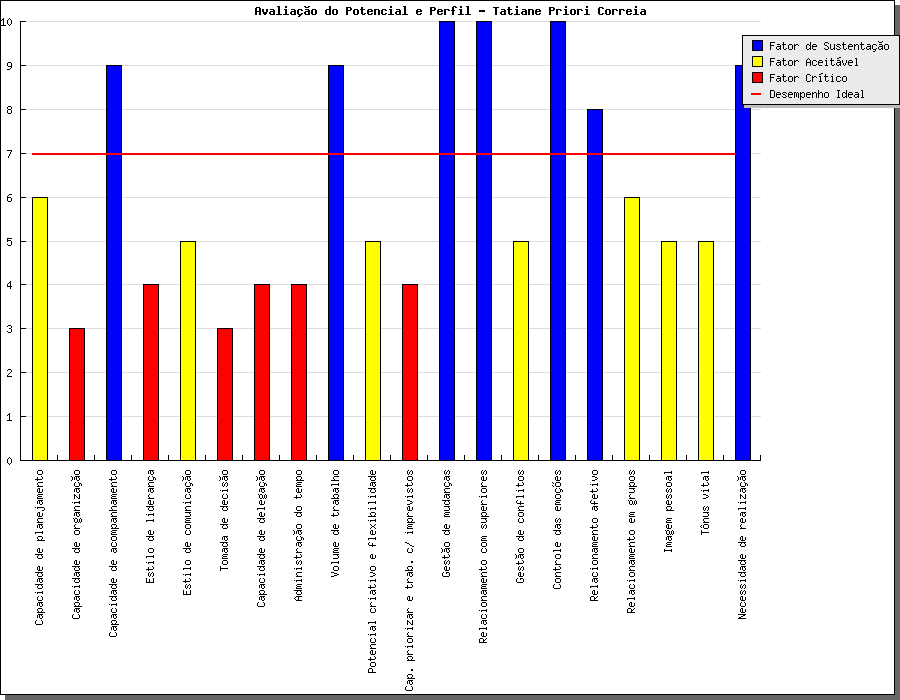 Avaliação do Potencial e Perfil - Tatiane Priori Correia
Fator de Sustentação
Fator Aceitável
Fator Crítico
Desempenho Ideal
10
9
8
7
6
5
4
3
2
1
0
Capacidade de planejamento
Capacidade de organização
Capacidade de acompanhamento
Estilo de liderança
Estilo de comunicação
Tomada de decisão
Capacidade de delegação
Administração do tempo
Volume de trabalho
Potencial criativo e flexibilidade
Cap. priorizar e trab. c/ imprevistos
Gestão de mudanças
Relacionamento com superiores
Gestão de conflitos
Controle das emoções
Relacionamento afetivo
Relacionamento em grupos
Imagem pessoal
Tônus vital
Necessidade de realização